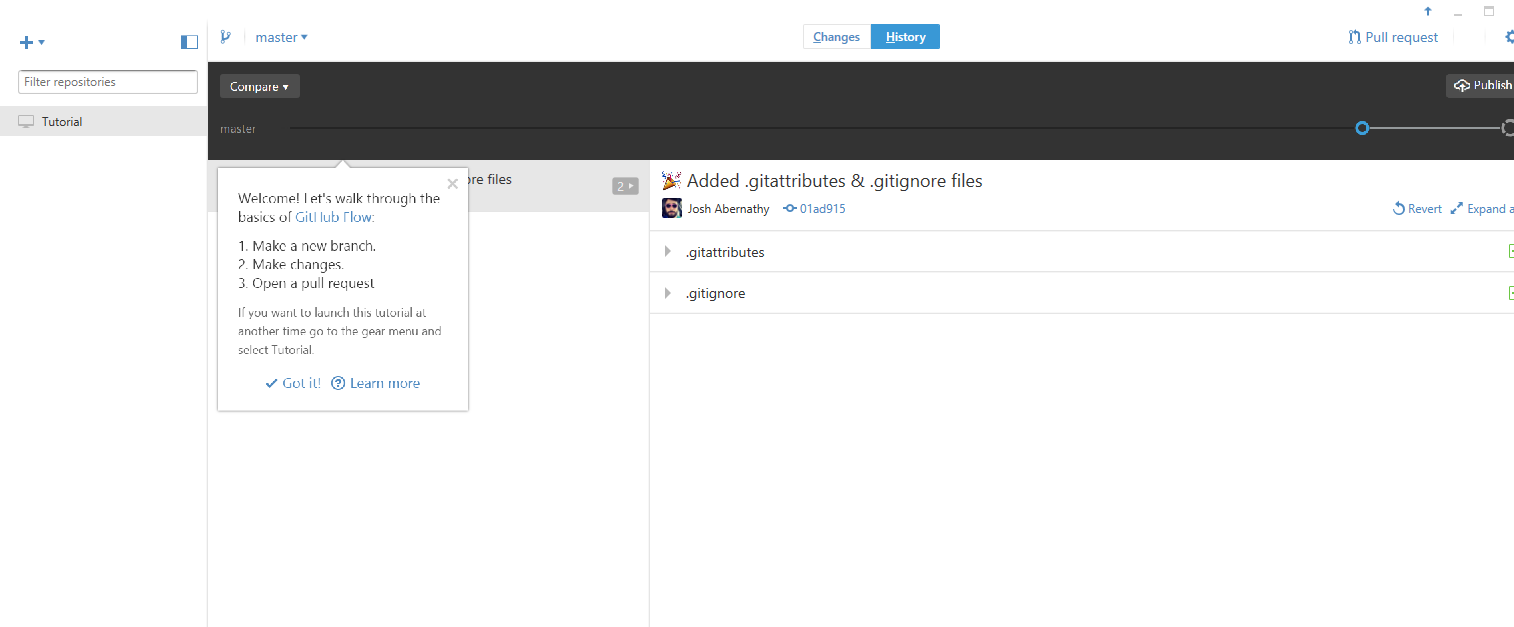 master ▾
Changes
History
Pull request
Filter repositories
Tutorial
Compare ▾
Publish
master
files
2
Welcome! Let's walk through the
basics of GitHub Flow:
1. Make a new branch.
2. Make changes.
3. Open a pull request
If you want to launch this tutorial at
another time go to the gear menu and
select Tutorial.
Got it!
Learn more
Added .gitattributes & .gitignore files
Josh Abernathy
01ad915
Revert
Expand
.gitattributes
.gitignore